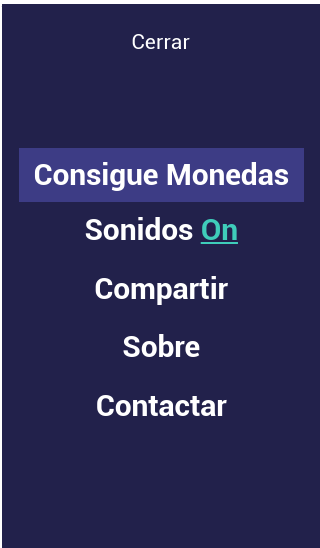 Cerrar
Consigue Monedas
Sonidos On
Compartir
Sobre
Contactar